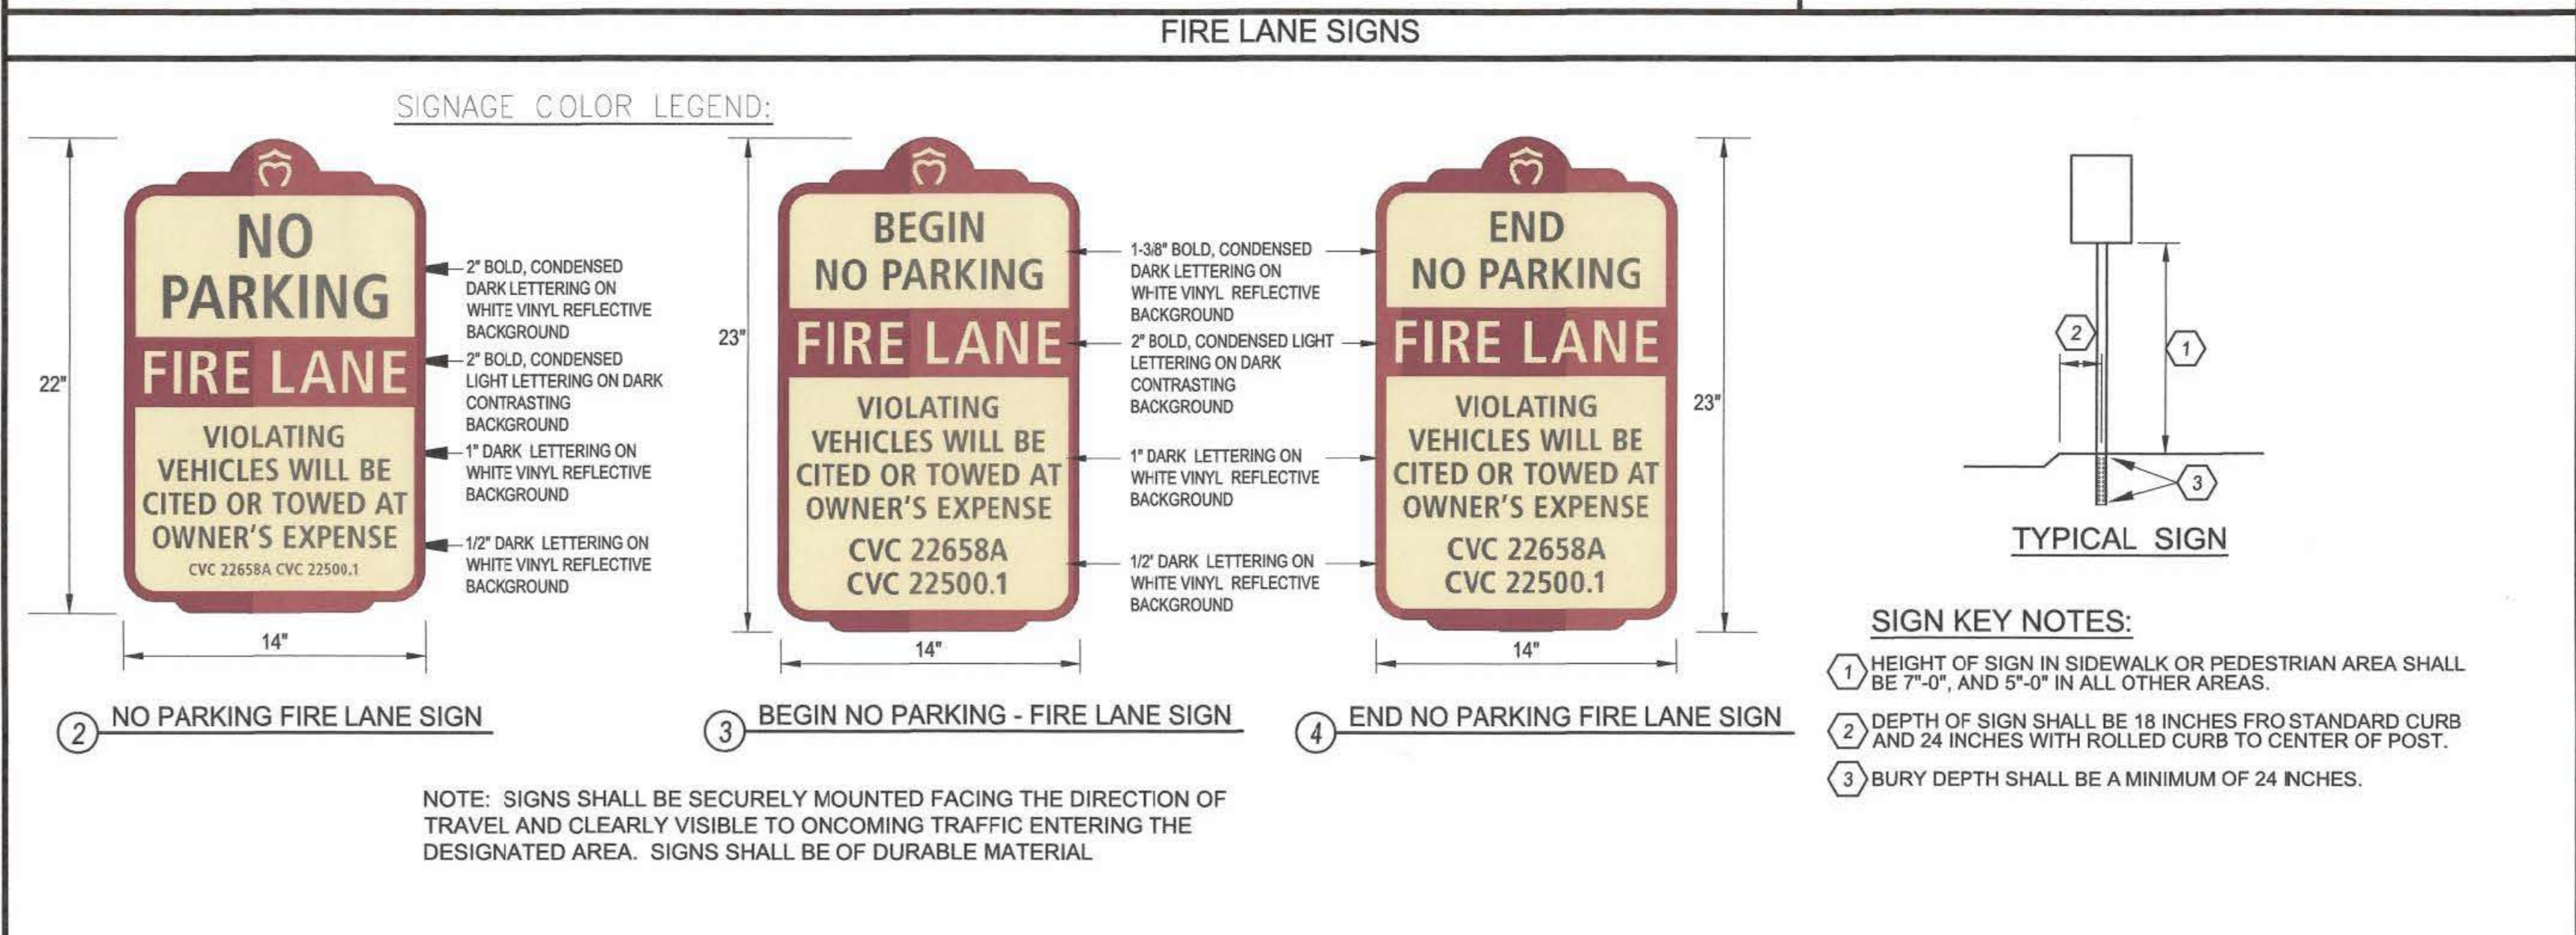 FIRE LANE SIGNS
SIGNAGE COLOR LEGEND:
22"
NO
PARKING
FIRE LANE
VIOLATING
VEHICLES WILL BE
CITED OR TOWED AT
OWNER'S EXPENSE
CVC 22658A CVC 22500.1
14"
2" BOLD, CONDENSED
DARK LETTERING ON
WHITE VINYL REFLECTIVE
BACKGROUND
2" BOLD, CONDENSED
LIGHT LETTERING ON DARK
CONTRASTING
BACKGROUND
1" DARK LETTERING ON
WHITE VINYL REFLECTIVE
BACKGROUND
1/2" DARK LETTERING ON
WHITE VINYL REFLECTIVE
BACKGROUND
2 NO PARKING FIRE LANE SIGN
23"
BEGIN
NO PARKING
FIRE LANE
VIOLATING
VEHICLES WILL BE
CITED OR TOWED AT
OWNER'S EXPENSE
CVC 22658A
CVC 22500.1
14"
1-3/8" BOLD, CONDENSED
DARK LETTERING ON
WHITE VINYL REFLECTIVE
BACKGROUND
2" BOLD, CONDENSED LIGHT
LETTERING ON DARK
CONTRASTING
BACKGROUND
1" DARK LETTERING ON
WHITE VINYL REFLECTIVE
BACKGROUND
1/2" DARK LETTERING ON
WHITE VINYL REFLECTIVE
BACKGROUND
3 BEGIN NO PARKING - FIRE LANE SIGN
END
NO PARKING
FIRE LANE
VIOLATING
VEHICLES WILL BE
CITED OR TOWED AT
OWNER'S EXPENSE
CVC 22658A
CVC 22500.1
23"
14"
4 END NO PARKING FIRE LANE SIGN
NOTE: SIGNS SHALL BE SECURELY MOUNTED FACING THE DIRECTION OF
TRAVEL AND CLEARLY VISIBLE TO ONCOMING TRAFFIC ENTERING THE
DESIGNATED AREA. SIGNS SHALL BE OF DURABLE MATERIAL
2
1
3
TYPICAL SIGN
SIGN KEY NOTES:
1 HEIGHT OF SIGN IN SIDEWALK OR PEDESTRIAN AREA SHALL
BE 7"-0", AND 5"-0" IN ALL OTHER AREAS.
2 DEPTH OF SIGN SHALL BE 18 INCHES FRO STANDARD CURB
AND 24 INCHES WITH ROLLED CURB TO CENTER OF POST.
3 BURY DEPTH SHALL BE A MINIMUM OF 24 INCHES.